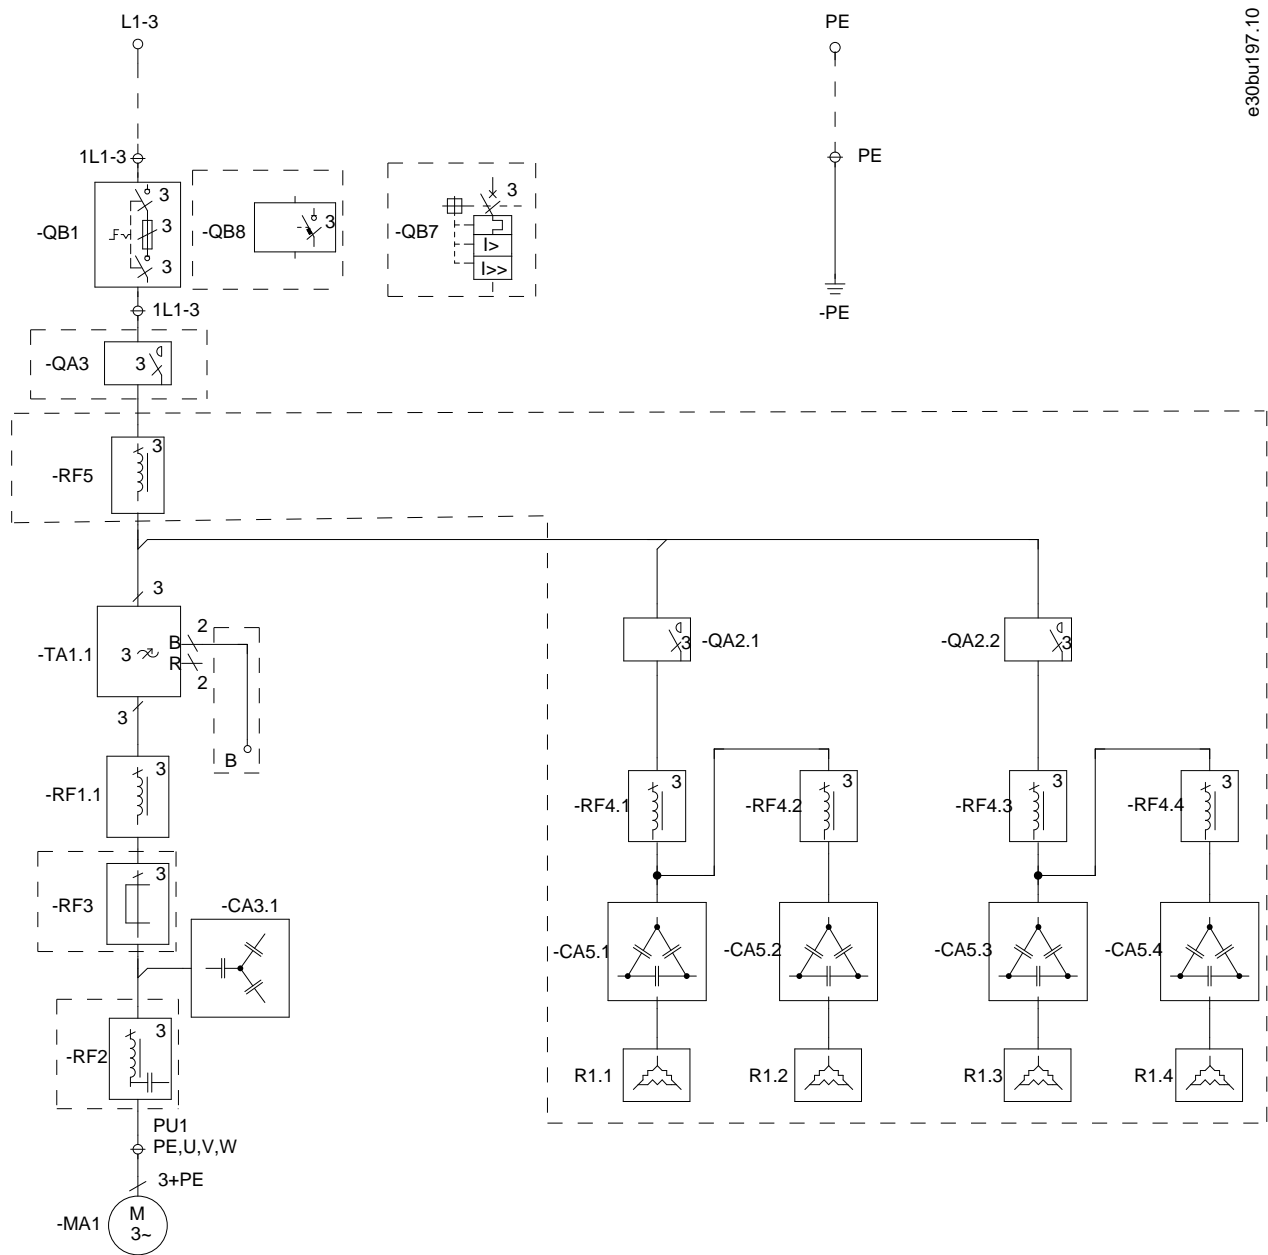 L1-3
PE
e30bu197.10
1L1-3
PE
-QB1
3
3
3
-QB8
3
-QB7
3
I>
I>>
1L1-3
-PE
-QA3
3
-RF5
3
3
-TA1.1
3
B
2
R
2
-QA2.1
3
-QA2.2
3
3
B
-RF1.1
3
-RF4.1
3
-RF4.2
3
-RF4.3
3
-RF4.4
3
-RF3
3
-CA3.1
-CA5.1
-CA5.2
-CA5.3
-CA5.4
-RF2
3
R1.1
R1.2
R1.3
R1.4
PU1
PE,U,V,W
3+PE
-MA1
M
3~